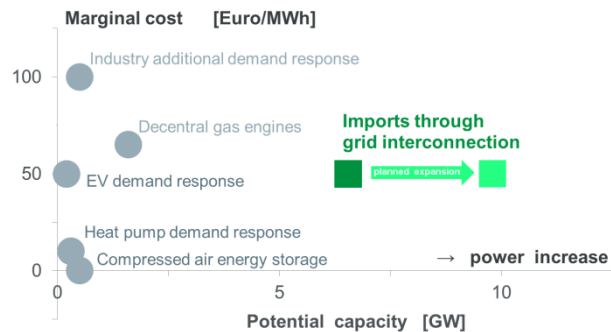 Marginal cost [Euro/MWh]
Industry additional demand response
100
Decentral gas engines
Imports through
grid interconnection
planned expansion
50
EV demand response
Heat pump demand response
Compressed air energy storage
→ power increase
0
0
5
10
Potential capacity [GW]